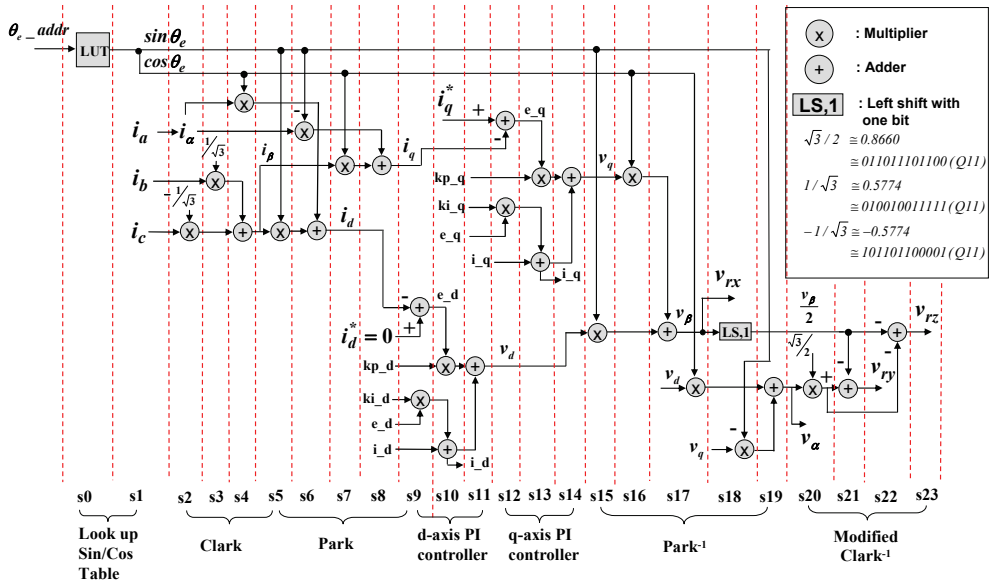 θe_addr
LUT
sinθe
cosθe
x
-
x
x
+
ia
iα
1/√3
iβ
iq
ib
x
-1/√3
ic
x
+
x
+
id
iq*
+
-
+
e_q
kp_q
x
+
vq
x
ki_q
x
e_q
i_q
+
i_q
-
+
e_d
id* = 0
+
kp_d
x
+
vd
ki_d
x
e_d
i_d
+
i_d
x
+
vβ
vrx
LS,1
vβ/2
-
+
vrz
√3/2
-
-
vd
x
+
x
+
+
vry
vq
-
x
vα
x : Multiplier
+ : Adder
LS,1 : Left shift with
one bit
√3 / 2 ≅ 0.8660
≅ 011011101100 (Q11)
1/√3 ≅ 0.5774
≅ 010010011111 (Q11)
-1/√3 ≅ -0.5774
≅ 101101100001 (Q11)
s0 s1 s2 s3 s4 s5 s6 s7 s8 s9 s10 s11 s12 s13 s14 s15 s16 s17 s18 s19 s20 s21 s22 s23
Look up
Sin/Cos
Table
Clark
Park
d-axis PI
controller
q-axis PI
controller
Park-1
Modified
Clark-1